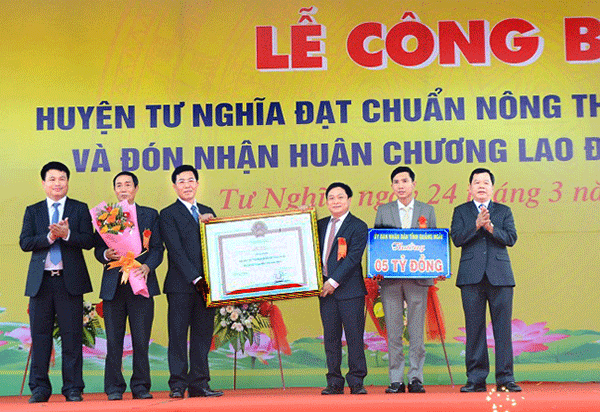 LỄ CÔNG B
HUYỆN TƯ NGHĨA ĐẠT CHUẨN NÔNG TH
VÀ ĐÓN NHẬN HUÂN CHƯƠNG LAO Đ
Tư Nghĩa, ngày 24 tháng 3 n
ỦY BAN NHÂN DÂN TỈNH QUẢNG NGÃI
Thưởng
05 TỶ ĐỒNG